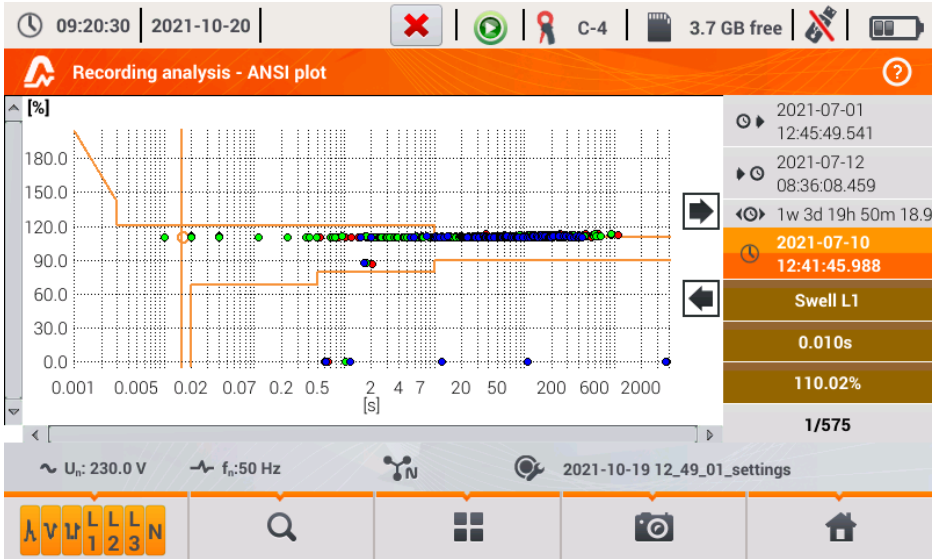 09:20:30 2021-10-20 C-4 3.7 GB free
Recording analysis - ANSI plot ?
[%]
180.0
150.0
120.0
90.0
60.0
30.0
0.0
0.001 0.005 0.02 0.07 0.2 0.5 2 4 7 20 50 200 600 2000
[s]
2021-07-01
12:45:49.541
2021-07-12
08:36:08.459
1w 3d 19h 50m 18.9
2021-07-10
12:41:45.988
Swell L1
0.010s
110.02%
1/575
Un: 230.0 V fn:50 Hz N 2021-10-19 12_49_01_settings
L L L N
1 2 3